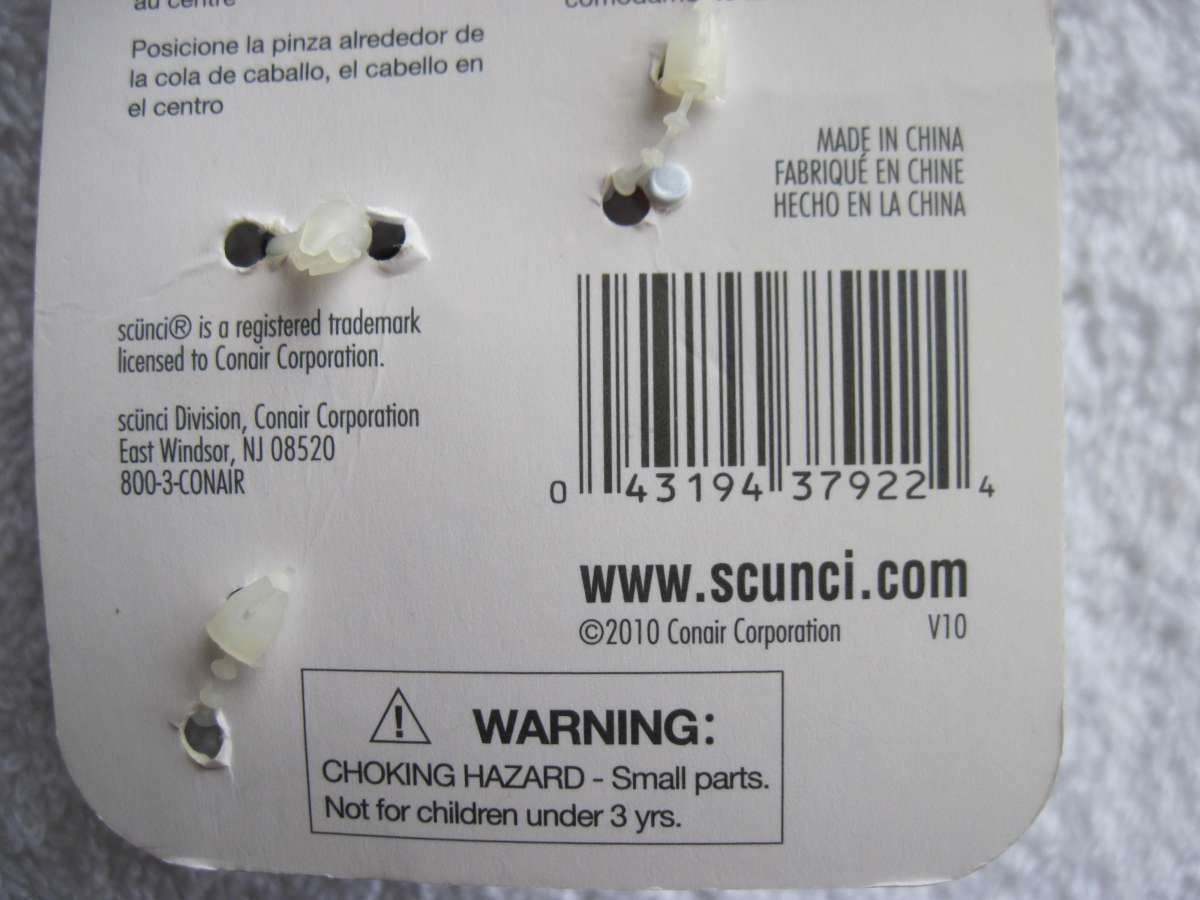 au centre
Posicione la pinza alrededor de
la cola de caballo, el cabello en
el centro
MADE IN CHINA
FABRIQUÉ EN CHINE
HECHO EN LA CHINA
scünci® is a registered trademark
licensed to Conair Corporation.
scünci Division, Conair Corporation
East Windsor, NJ 08520
800-3-CONAIR
0 43194 37922 4
www.scunci.com
©2010 Conair Corporation V10
WARNING:
CHOKING HAZARD - Small parts.
Not for children under 3 yrs.